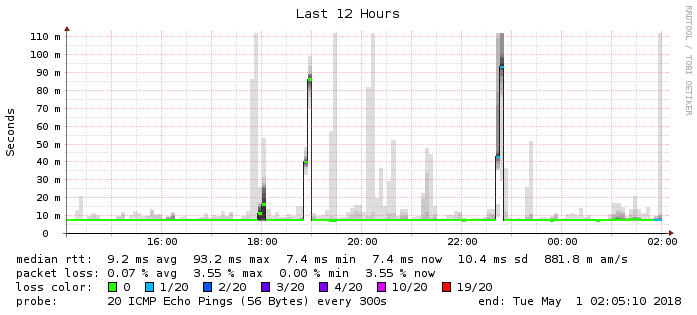 Last 12 Hours
RRDTOOL / TOBI OETIKER
Seconds
110 m
100 m
90 m
80 m
70 m
60 m
50 m
40 m
30 m
20 m
10 m
0
16:00 18:00 20:00 22:00 00:00 02:00
median rtt: 9.2 ms avg 93.2 ms max 7.4 ms min 7.4 ms now 10.4 ms sd 881.8 m am/s
packet loss: 0.07 % avg 3.55 % max 0.00 % min 3.55 % now
loss color: 0 1/20 2/20 3/20 4/20 10/20 19/20
probe: 20 ICMP Echo Pings (56 Bytes) every 300s end: Tue May 1 02:05:10 2018